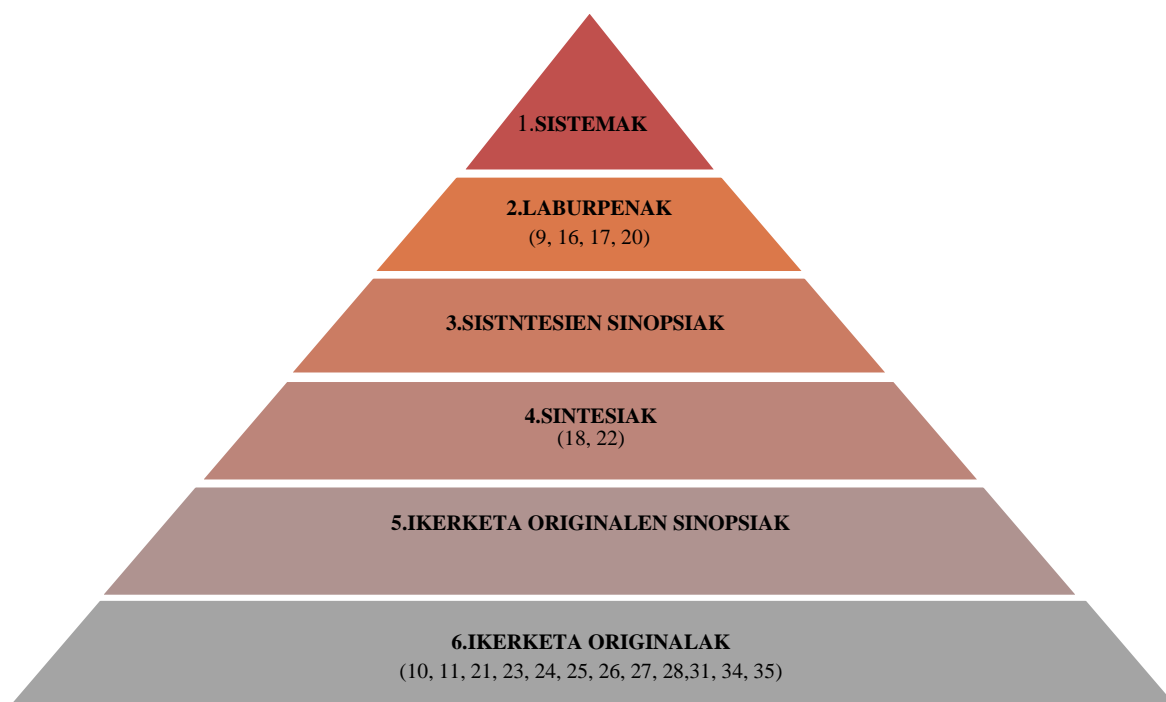 1.SISTEMAK
2.LABURPENAK
(9, 16, 17, 20)
3.SISTNTESIEN SINOPSIAK
4.SINTESIAK
(18, 22)
5.IKERKETA ORIGINALEN SINOPSIAK
6.IKERKETA ORIGINALAK
(10, 11, 21, 23, 24, 25, 26, 27, 28,31, 34, 35)